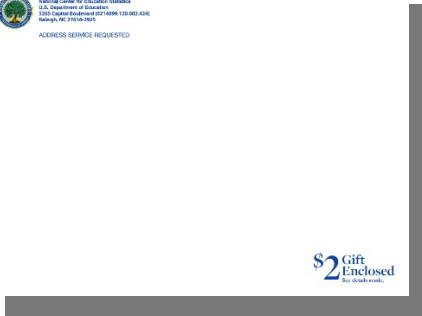 National Center for Education Statistics
U.S. Department of Education
5265 Capital Boulevard (0214099.120.003.424)
Raleigh, NC 27616-2925
ADDRESS SERVICE REQUESTED
$2 Gift
Enclosed
See details inside.